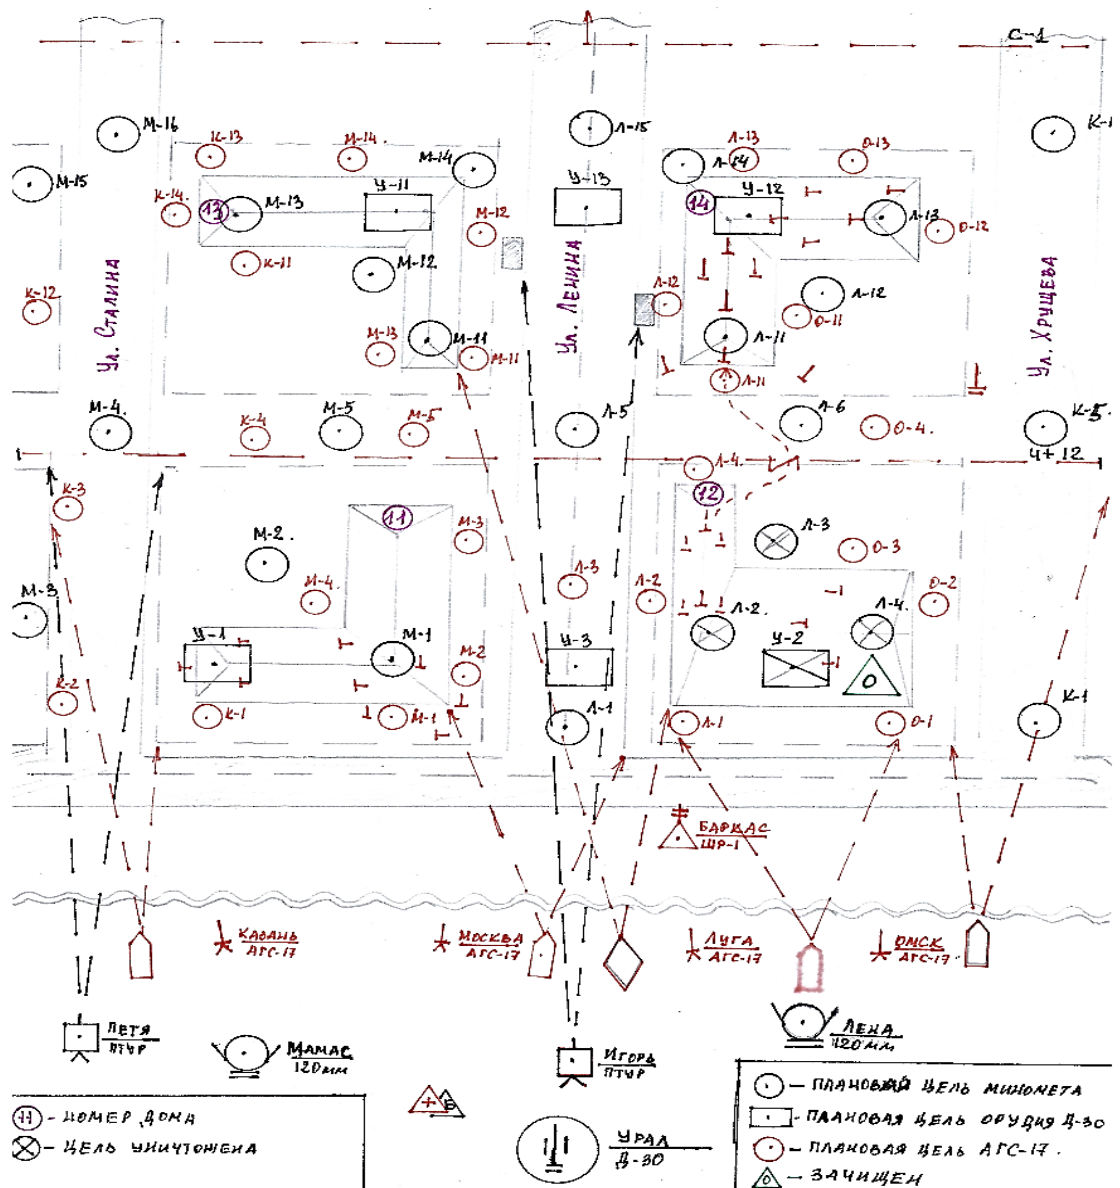 С-1
М-16
К-13
М-14.
М-14
Л-15
Л-13
О-13
Л-14
К-1
М-15
К-14.
13
М-13
У-11
У-13
14
У-12
Л-13
М-12
О-12
Ул. Сталина
К-11
М-12
Ул. Ленина
Л-12
Л-12
Ул. Хрущева
К-12
М-13
М-11
М-11
О-11
Л-11
Л-11
М-4.
К-4
М-5
М-5
Л-5
Л-6
О-4.
К-5.
Ч+12
К-3
11
Л-4.
12
М-2.
М-3
Л-3
О-3
М-3
М-4.
Л-3
Л-2
Л-2.
Л-4.
О-2
У-1
М-1
У-3
У-2
М-2
О
К-2
К-1
М-1
Л-1
Л-1
О-1
К-1
БАРКАС
ШР-1
КАЗАНЬ
АГС-17
МОСКВА
АГС-17
ЛУГА
АГС-17
ОМСК
АГС-17.
ПЕТЯ
ПТУР
МАМАС
120мм
ИГОРЬ
ПТУР
ЛЕНА
120мм
11 - НОМЕР ДОМА
- ЦЕЛЬ УНИЧТОЖЕНА
Б
УРАЛ
Д-30
- ПЛАНОВЫЙ ЦЕЛЬ МИНОМЕТА
- ПЛАНОВАЯ ЦЕЛЬ ОРУДИЯ Д-30
- ПЛАНОВАЯ ЦЕЛЬ АГС-17.
О - ЗАЧИЩЕН